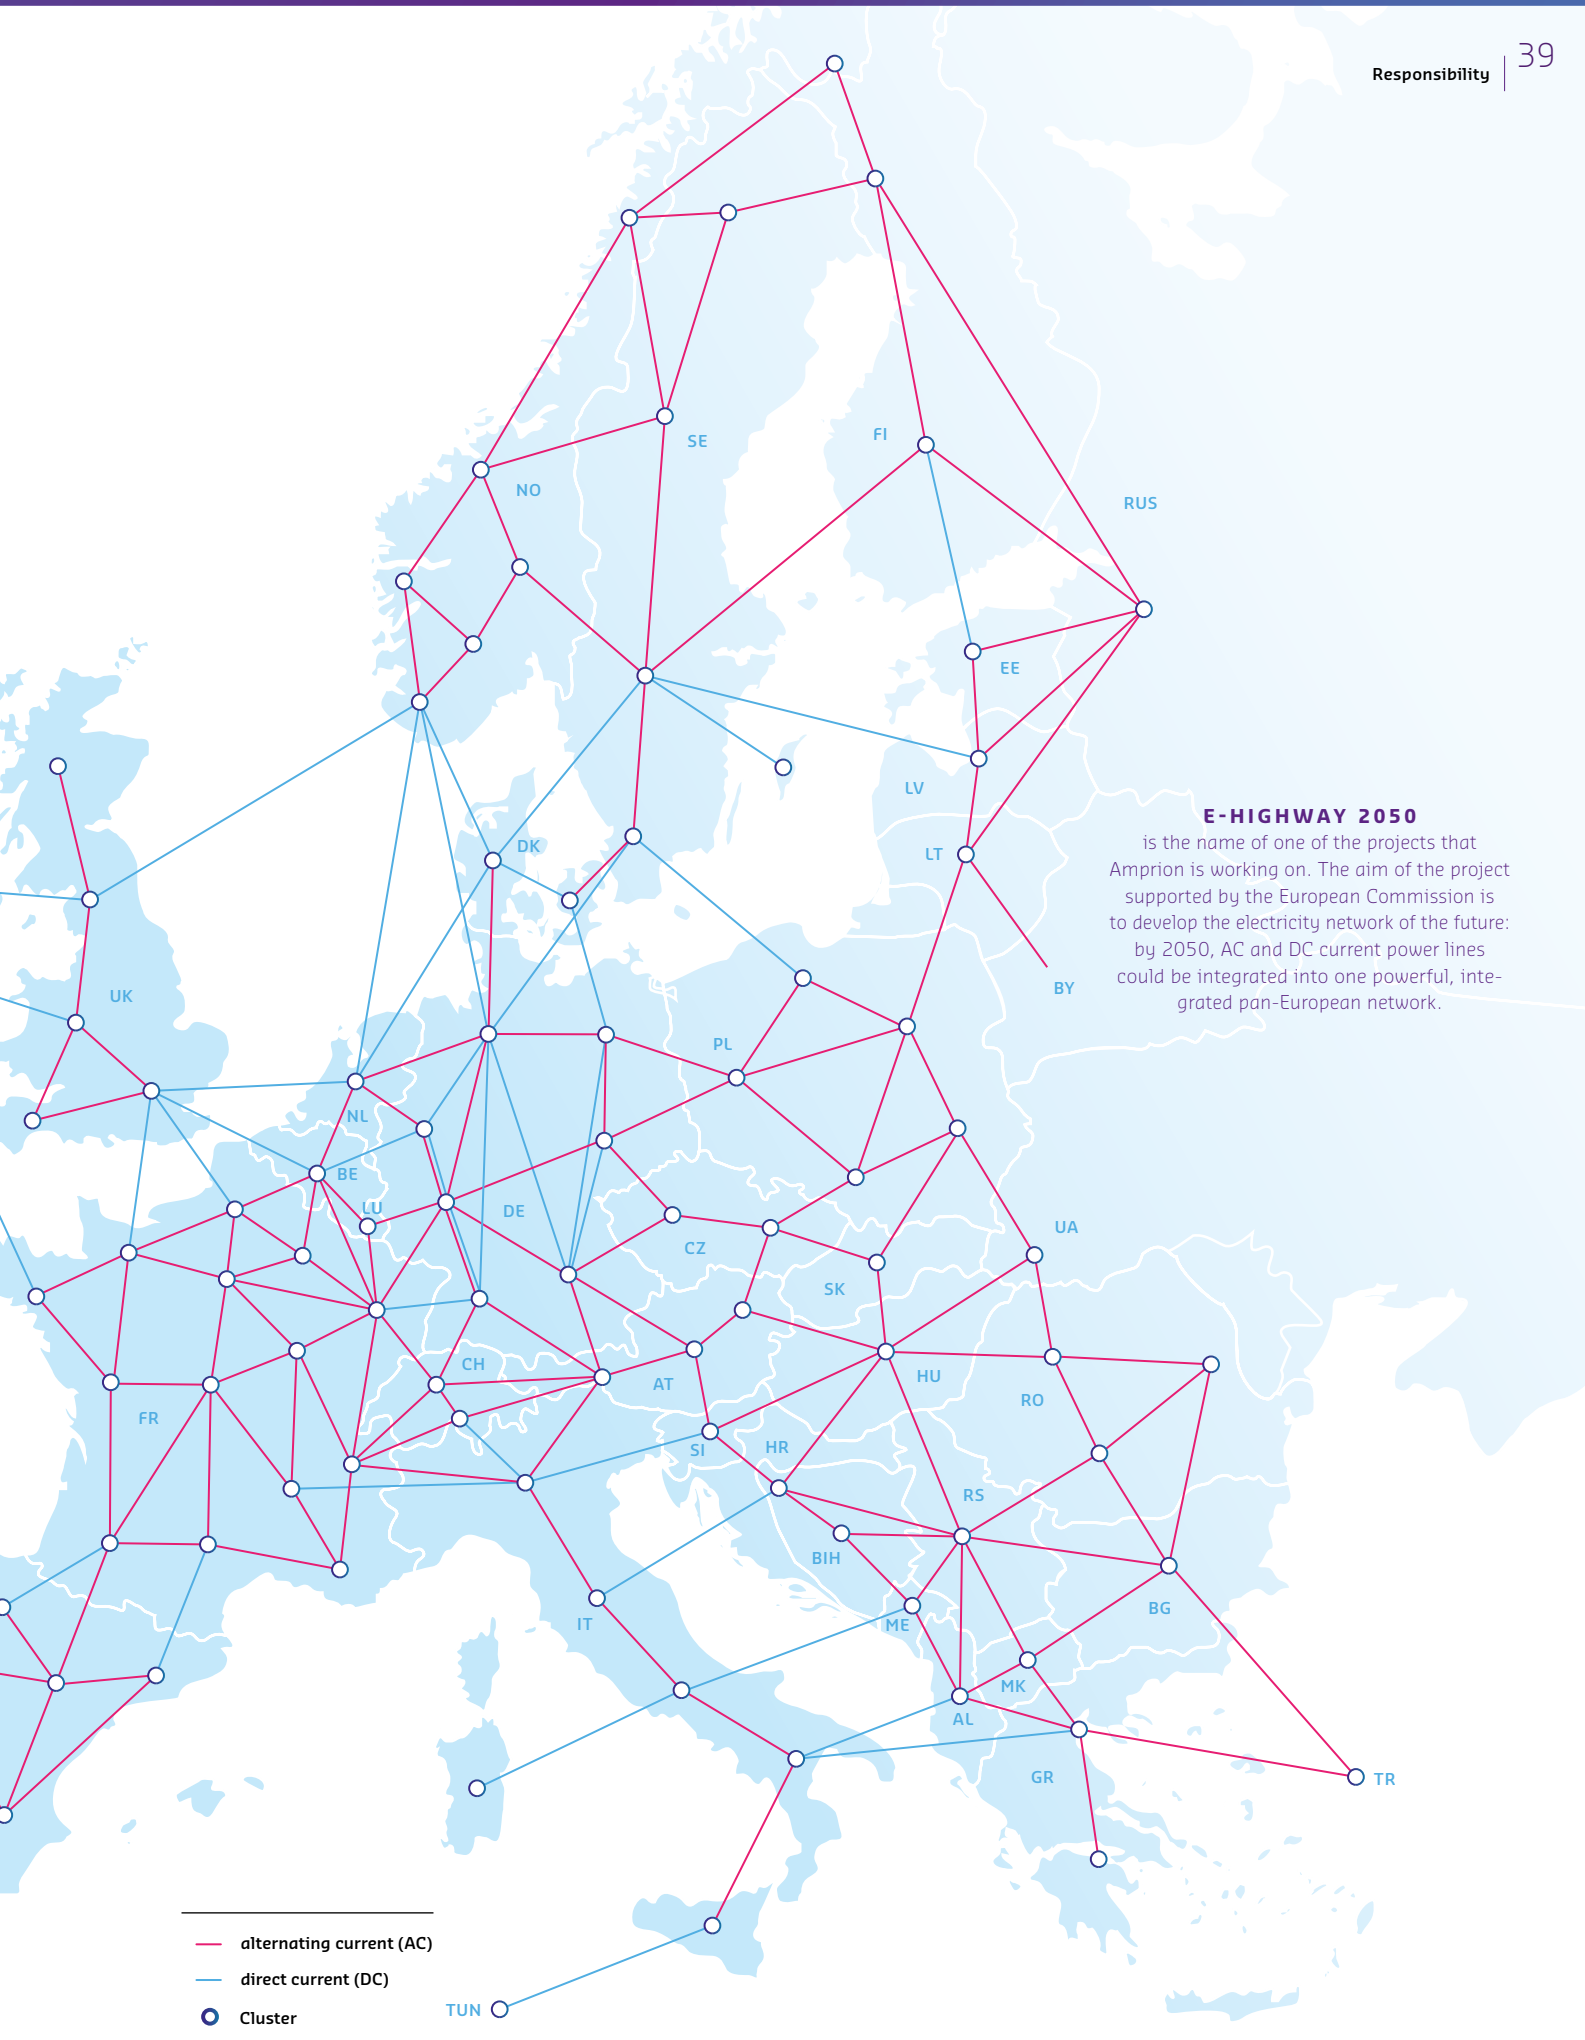 Responsibility 39
SE
FI
NO
RUS
EE
LV
E-HIGHWAY 2050
is the name of one of the projects that
Amprion is working on. The aim of the project
supported by the European Commission is
to develop the electricity network of the future:
by 2050, AC and DC current power lines
could be integrated into one powerful, inte-
grated pan-European network.
DK
LT
BY
UK
PL
NL
BE
LU
DE
UA
CZ
SK
CH
HU
AT
RO
FR
SI
HR
RS
BIH
BG
IT
ME
MK
AL
GR
TR
alternating current (AC)
direct current (DC)
TUN
Cluster